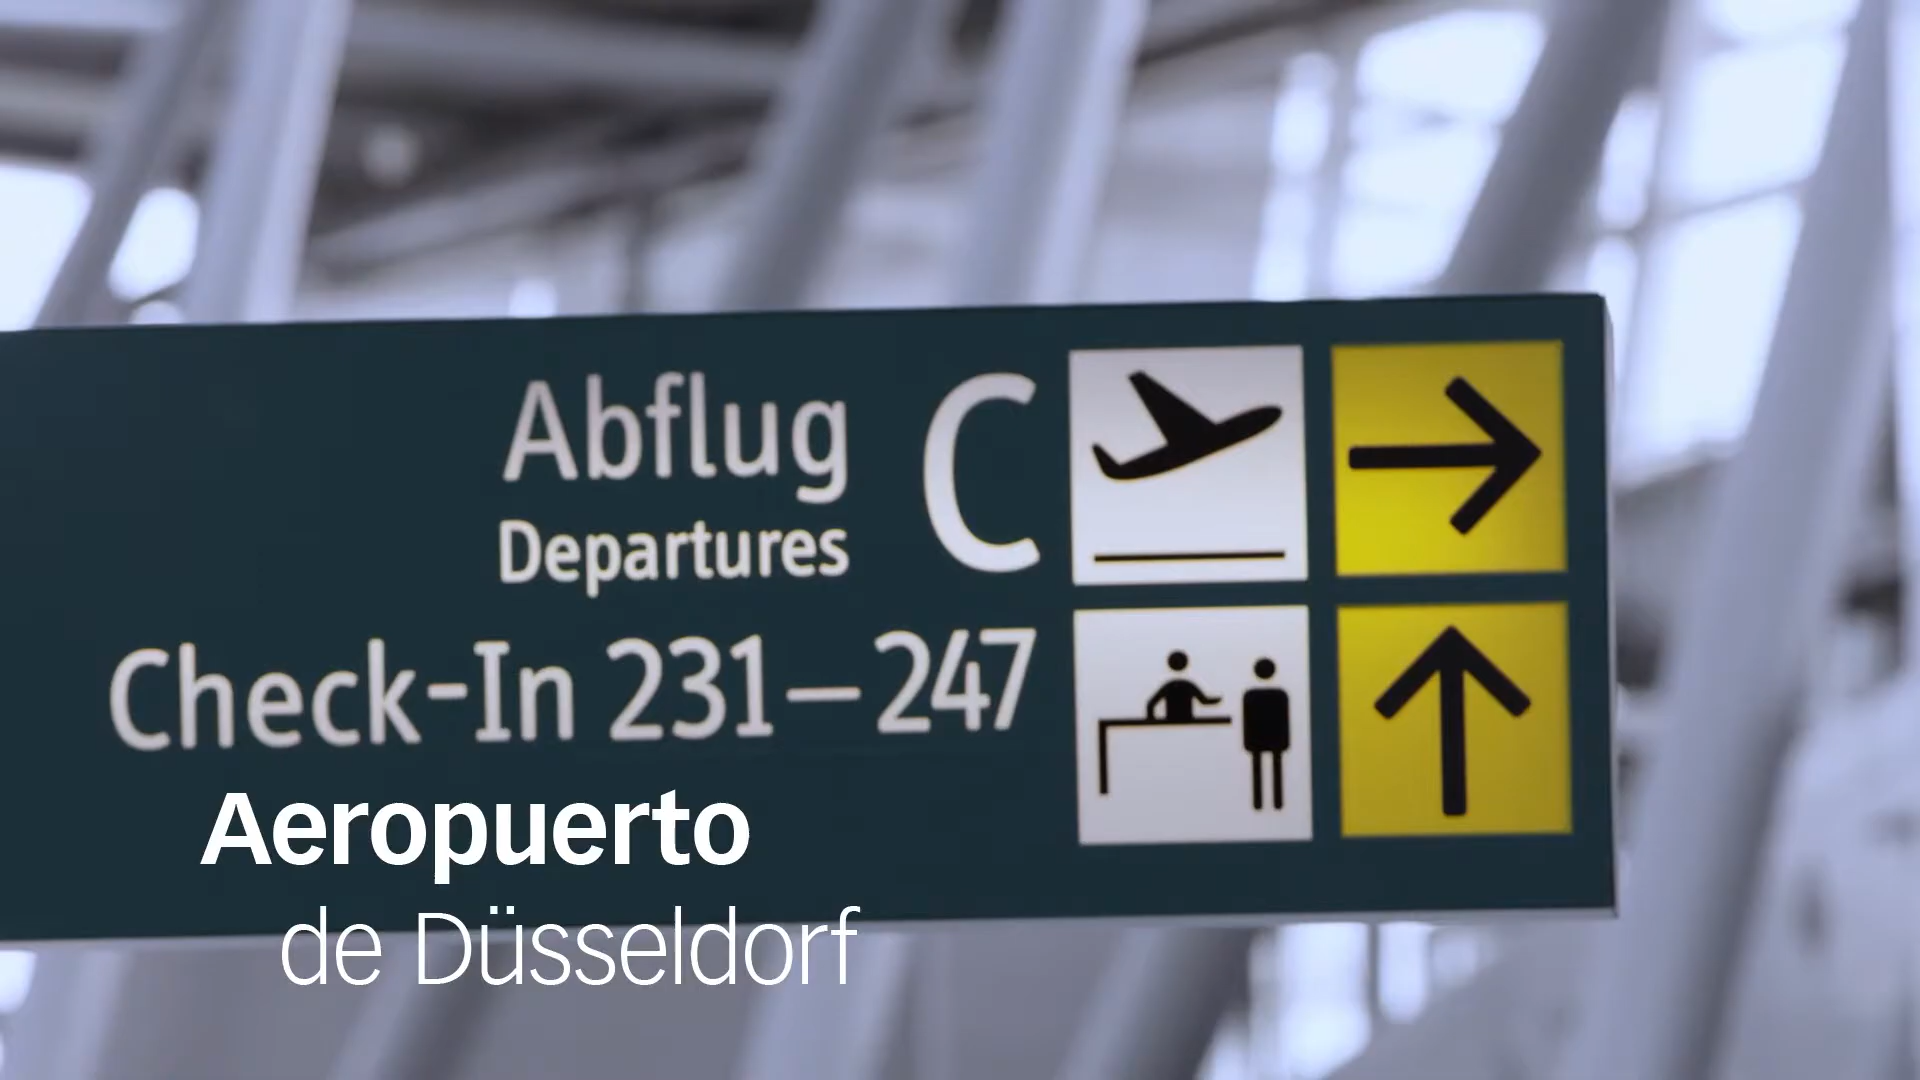 Abflug C
Departures
Check-In 231–247
Aeropuerto
de Düsseldorf